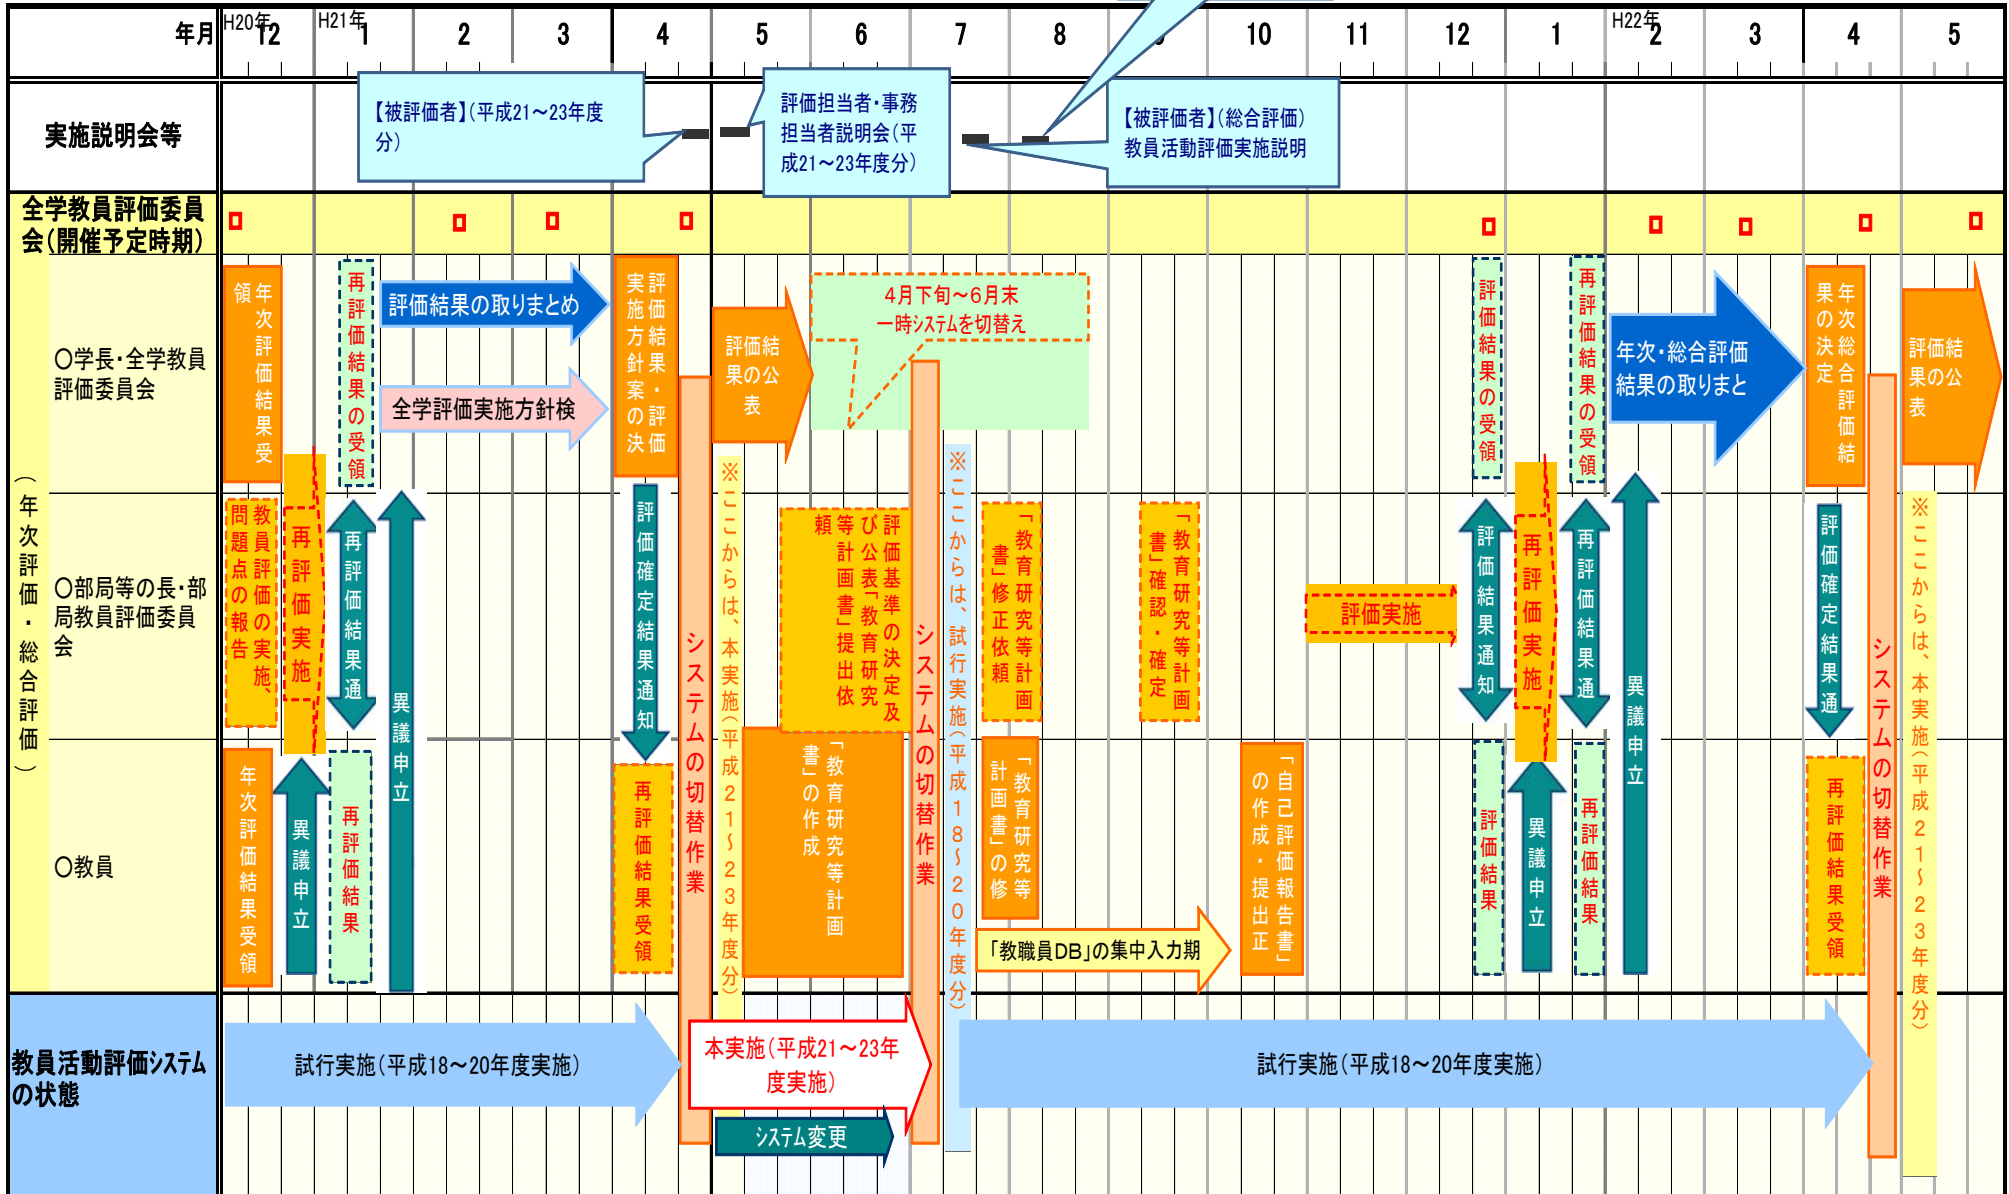 年月
H20年
12
H21年
1
2
3
4
5
6
7
8
9
10
11
12
1
H22年
2
3
4
5
実施説明会等
【被評価者】(平成21～23年度
分)
評価担当者・事務
担当者説明会(平
成21～23年度分)
【被評価者】(総合評価)
教員活動評価実施説明
全学教員評価委員
会(開催予定時期)
(年次評価・総合評価)
〇学長・全学教員
評価委員会
年次評価結果受
領
再評価結果の受領
評価結果の取りまとめ
全学評価実施方針検
評価結果・評価
実施方針案の決
評価結
果の公
表
4月下旬～6月末
一時システムを切替え
評価結果の受領
再評価結果の受領
年次・総合評価
結果の取りまと
年次総合評価結
果の決定
評価結
果の公
表
〇部局等の長・部
局教員評価委員
会
教員評価の実施、
問題点の報告
再評価実施
再評価結果通
異議申立
評価確定結果通知
システムの切替作業
※ここからは、本実施(平成21～23年度分)
評価基準の決定及
び公表「教育研究
等計画書」提出依
頼
システムの切替作業
※ここからは、試行実施(平成18～20年度分)
「教育研究等計画
書」修正依頼
「教育研究等計画
書」確認・確定
評価実施
評価結果通知
再評価実施
再評価結果通
異議申立
評価確定結果通
システムの切替作業
※ここからは、本実施(平成21～23年度分)
〇教員
年次評価結果受領
異議申立
再評価結果
再評価結果受領
「教育研究等計画
書」の作成
「教育研究等
計画書」の修
「教職員DB」の集中入力期
「自己評価報告書」
の作成・提出正
評価結果
異議申立
再評価結果
再評価結果受領
教員活動評価システム
の状態
試行実施(平成18～20年度実施)
本実施(平成21～23年
度実施)
システム変更
試行実施(平成18～20年度実施)